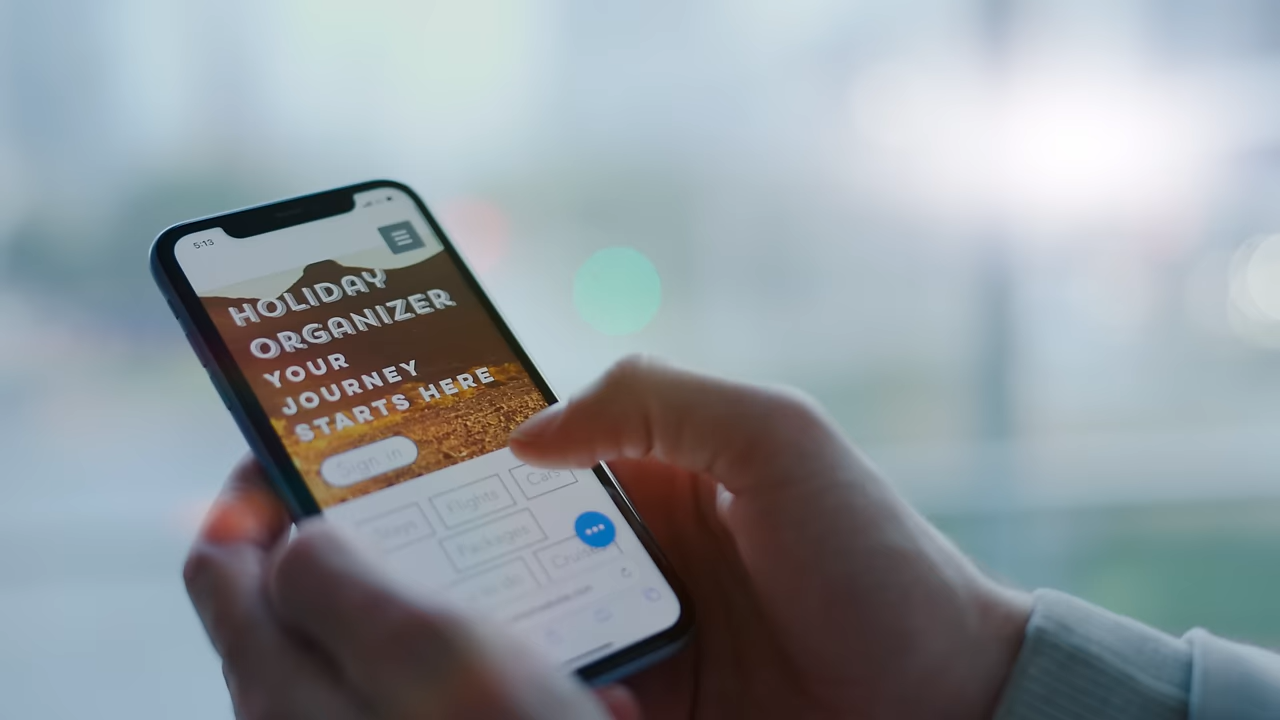 5:13
HOLIDAY
ORGANIZER
YOUR
JOURNEY
STARTS HERE
Sign in
Stays Flights Cars
Packages